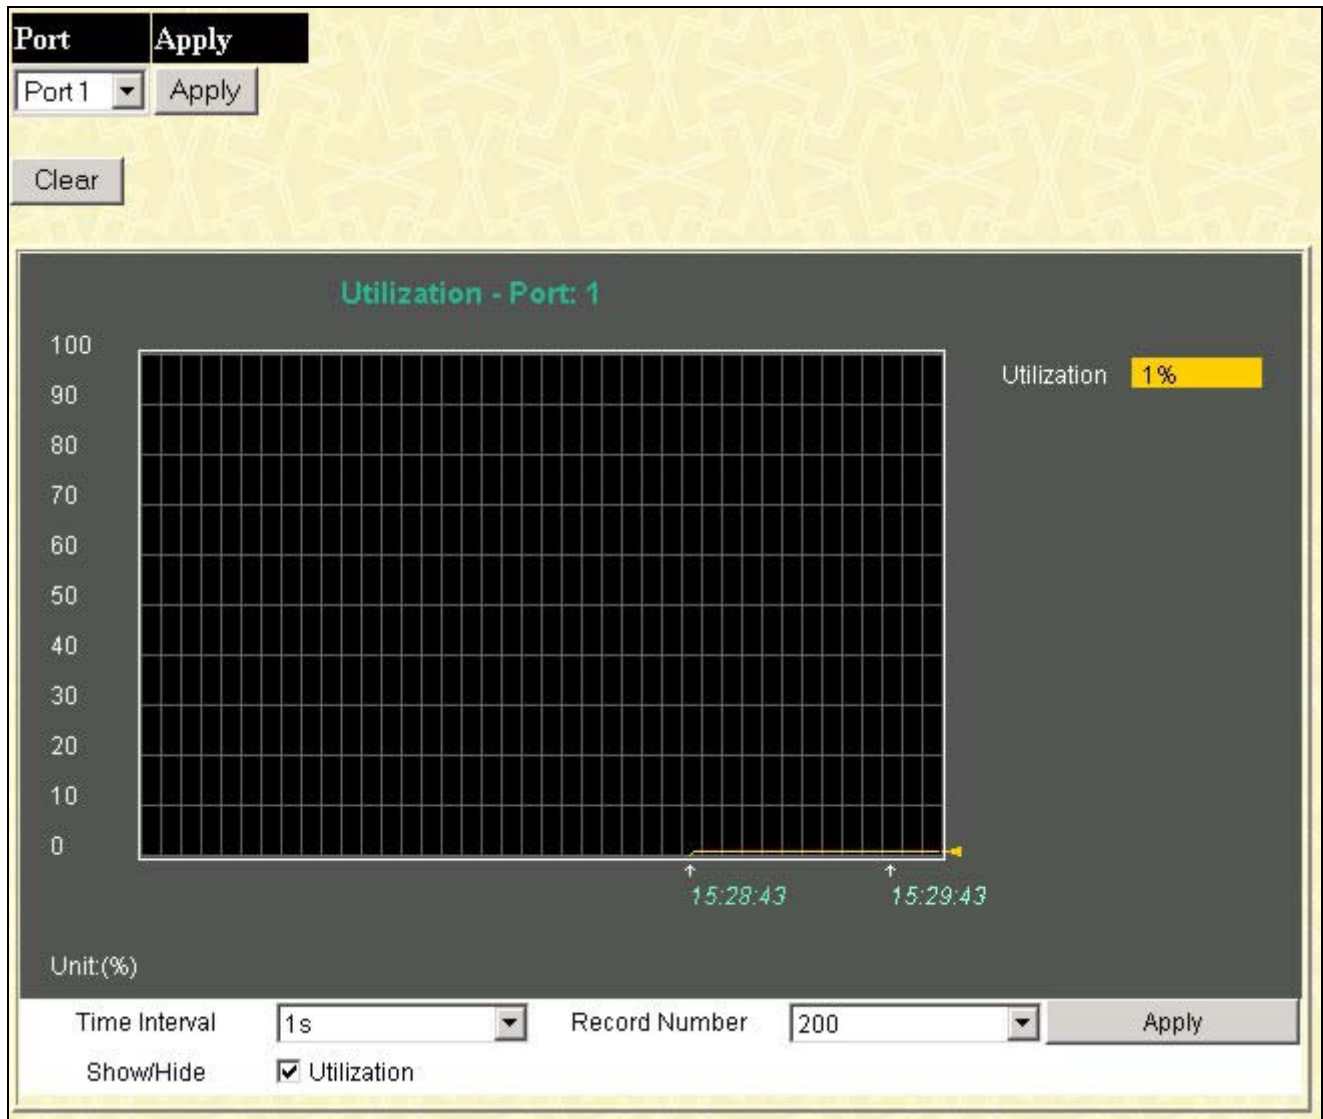 Port Apply
Port 1 Apply
Clear
Utilization - Port: 1
100
Utilization 1%
90
80
70
60
50
40
30
20
10
0
15:28:43 15:29:43
Unit:(%)
Time Interval 1s Record Number 200 Apply
Show/Hide Utilization